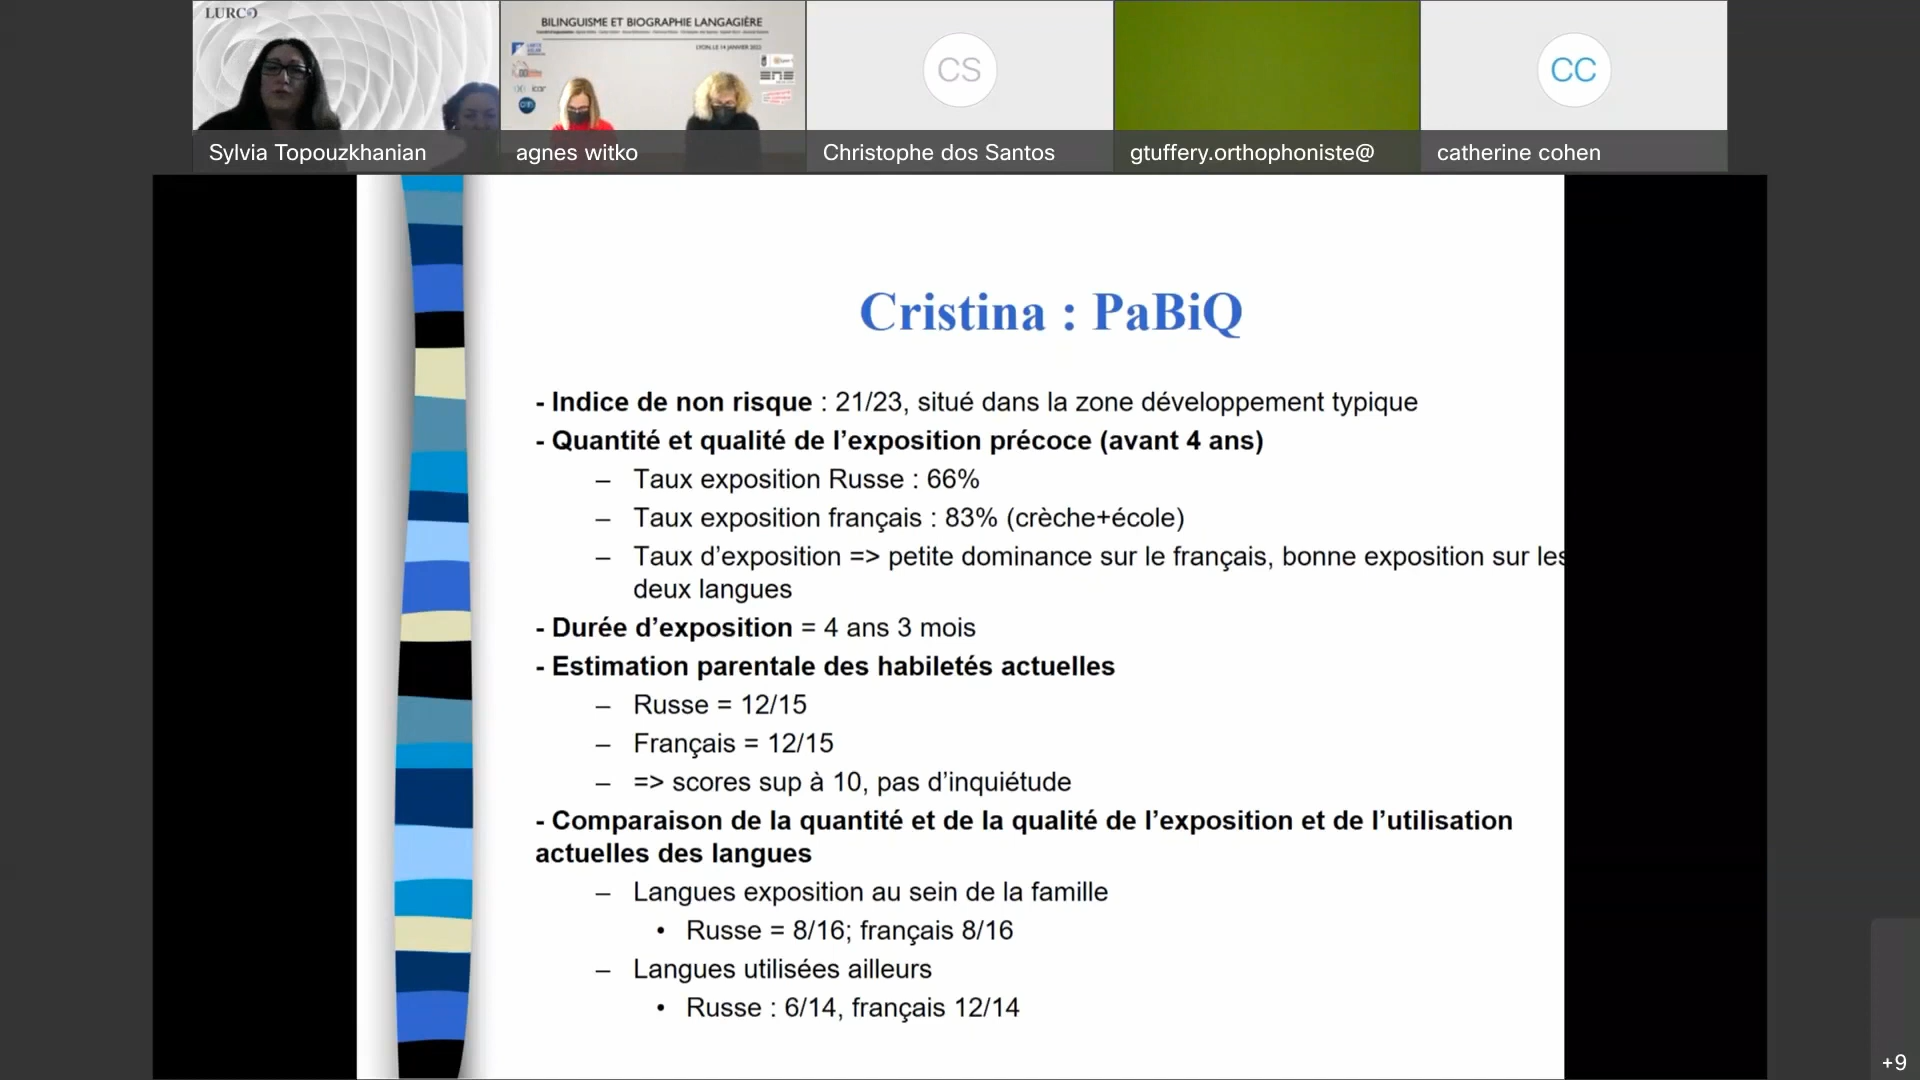 LURCO
BILINGUISME ET BIOGRAPHIE LANGAGIÈRE
LYON, LE 14 JANVIER 2022
icar
CS
CC
Sylvia Topouzkhanian
agnes witko
Christophe dos Santos
gtuffery.orthophoniste@
catherine cohen
Cristina : PaBiQ
- Indice de non risque : 21/23, situé dans la zone développement typique
- Quantité et qualité de l’exposition précoce (avant 4 ans)
– Taux exposition Russe : 66%
– Taux exposition français : 83% (crèche+école)
– Taux d’exposition => petite dominance sur le français, bonne exposition sur les
deux langues
- Durée d’exposition = 4 ans 3 mois
- Estimation parentale des habiletés actuelles
– Russe = 12/15
– Français = 12/15
– => scores sup à 10, pas d’inquiétude
- Comparaison de la quantité et de la qualité de l’exposition et de l’utilisation
actuelles des langues
– Langues exposition au sein de la famille
• Russe = 8/16; français 8/16
– Langues utilisées ailleurs
• Russe : 6/14, français 12/14
+9